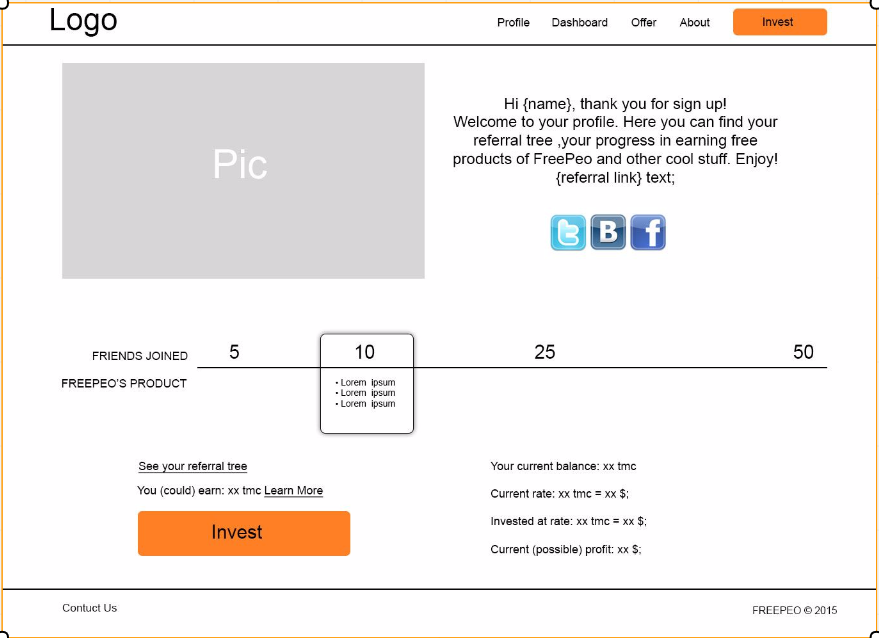 Logo
Profile Dashboard Offer About Invest
Pic
Hi {name}, thank you for sign up!
Welcome to your profile. Here you can find your
referral tree ,your progress in earning free
products of FreePeo and other cool stuff. Enjoy!
{referral link} text;
t B f
FRIENDS JOINED 5 10 25 50
FREEPEO'S PRODUCT
• Lorem ipsum
• Lorem ipsum
• Lorem ipsum
See your referral tree
You (could) earn: xx tmc Learn More
Invest
Your current balance: xx tmc
Current rate: xx tmc = xx $;
Invested at rate: xx tmc = xx $;
Current (possible) profit: xx $;
Contuct Us
FREEPEO © 2015